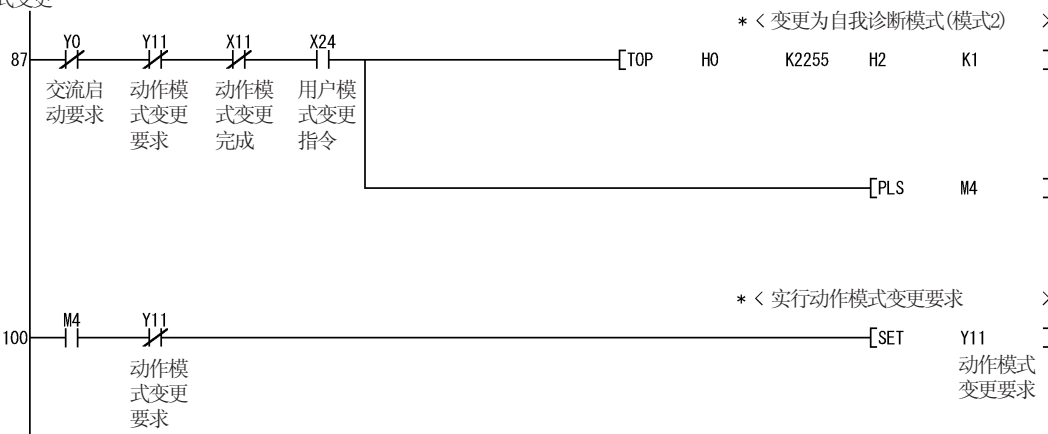 式变更
*< 变更为自我诊断模式(模式2) >
Y0 Y11 X11 X24
87 [TOP H0 K2255 H2 K1 ]
交流启 动作模 动作模 用户模
动要求 式变更 式变更 式变更
要求 完成 指令
[PLS M4 ]
*< 实行动作模式变更要求 >
M4 Y11
100 [SET Y11 ]
动作模 动作模式
式变更 变更要求
要求